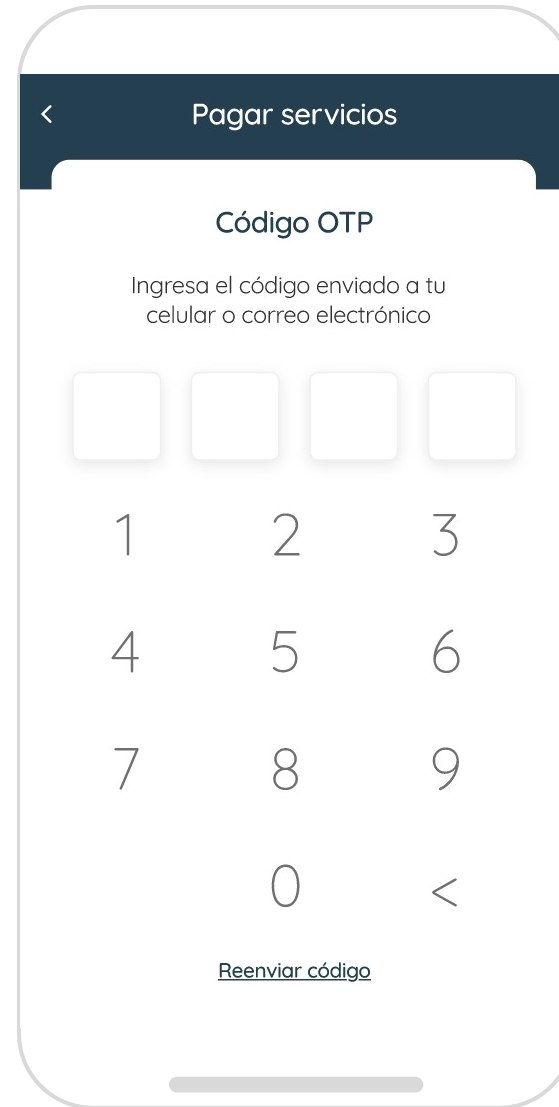 < Pagar servicios
Código OTP
Ingresa el código enviado a tu
celular o correo electrónico
1 2 3
4 5 6
7 8 9
0 <
Reenviar código